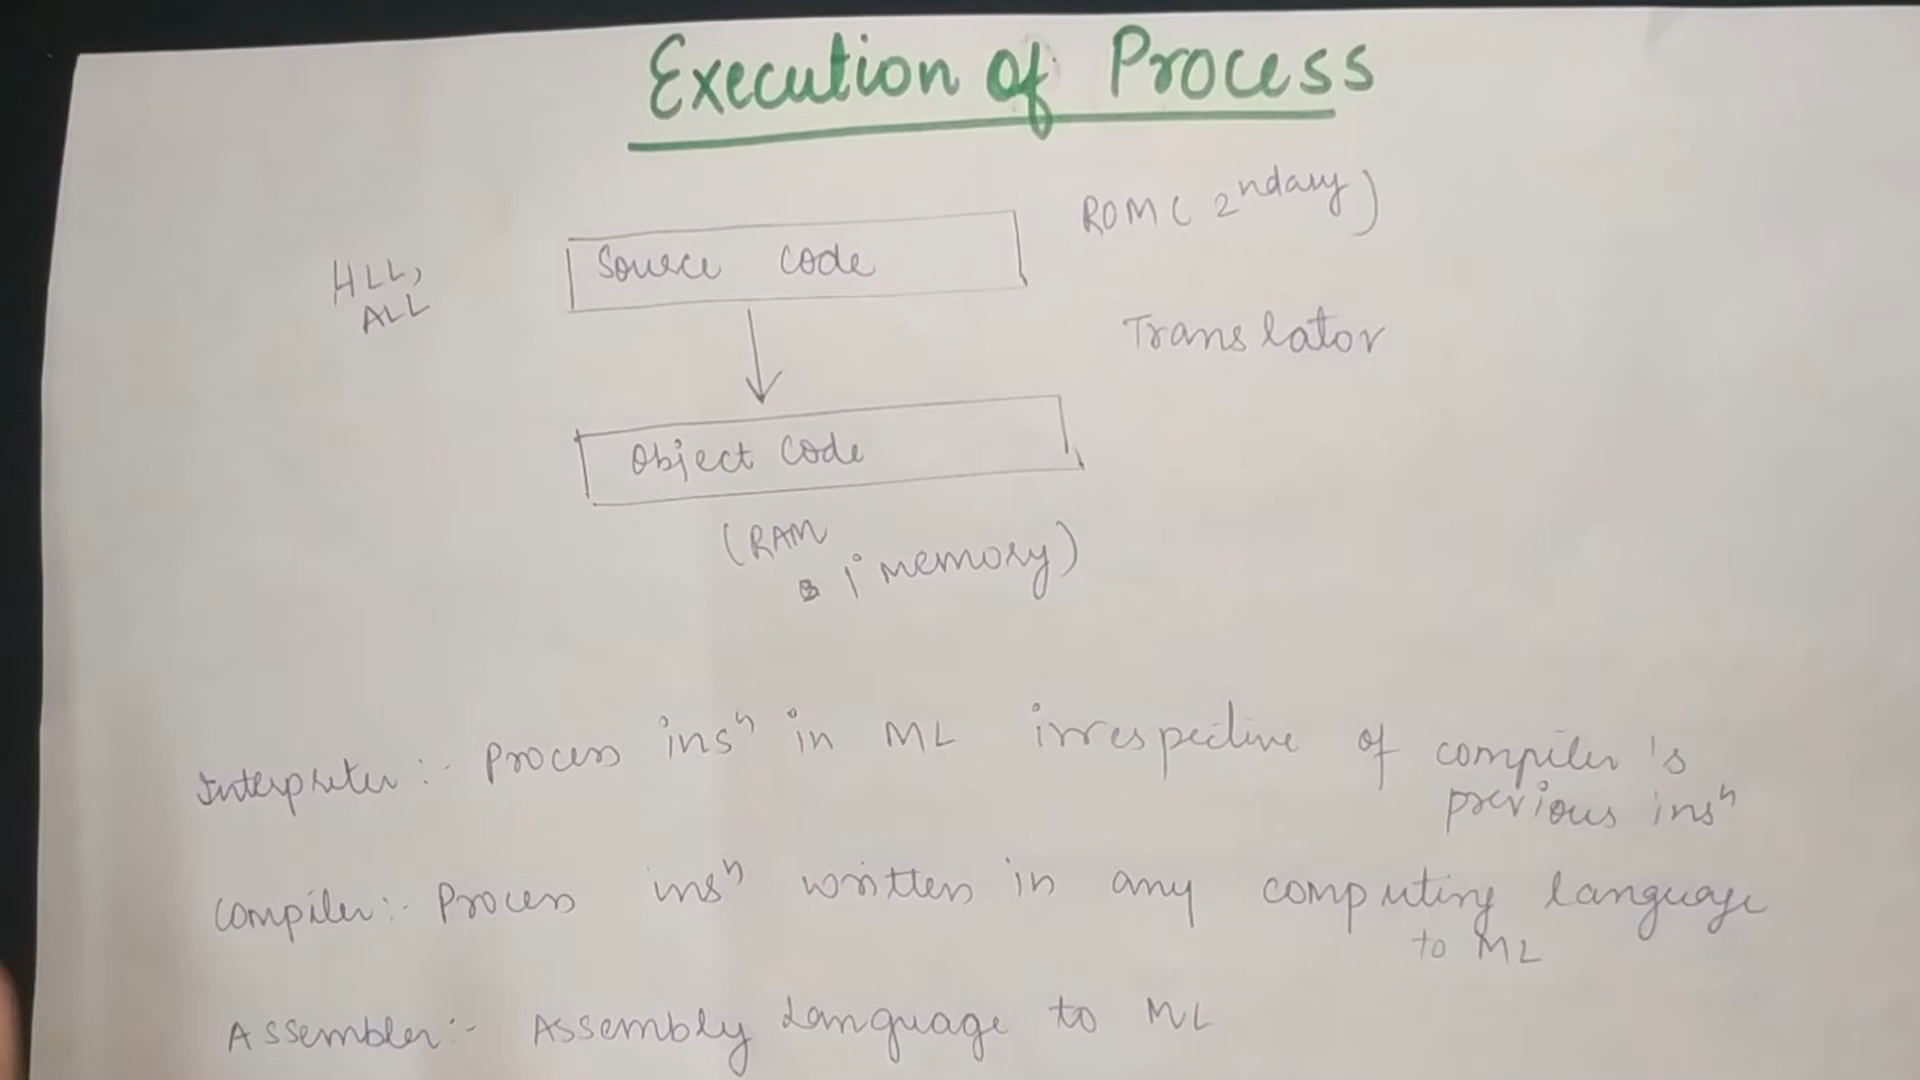 Execution of Process
ROM ( 2ndary )
HLL,
ALL
Source code
Translator
Object code
(RAM
1° memory)
Interpreter :- Process insn in ML irrespective of compiler's
previous insn
Compiler :- Process insn written in any computing language
to ML
Assembler :- Assembly Language to ML